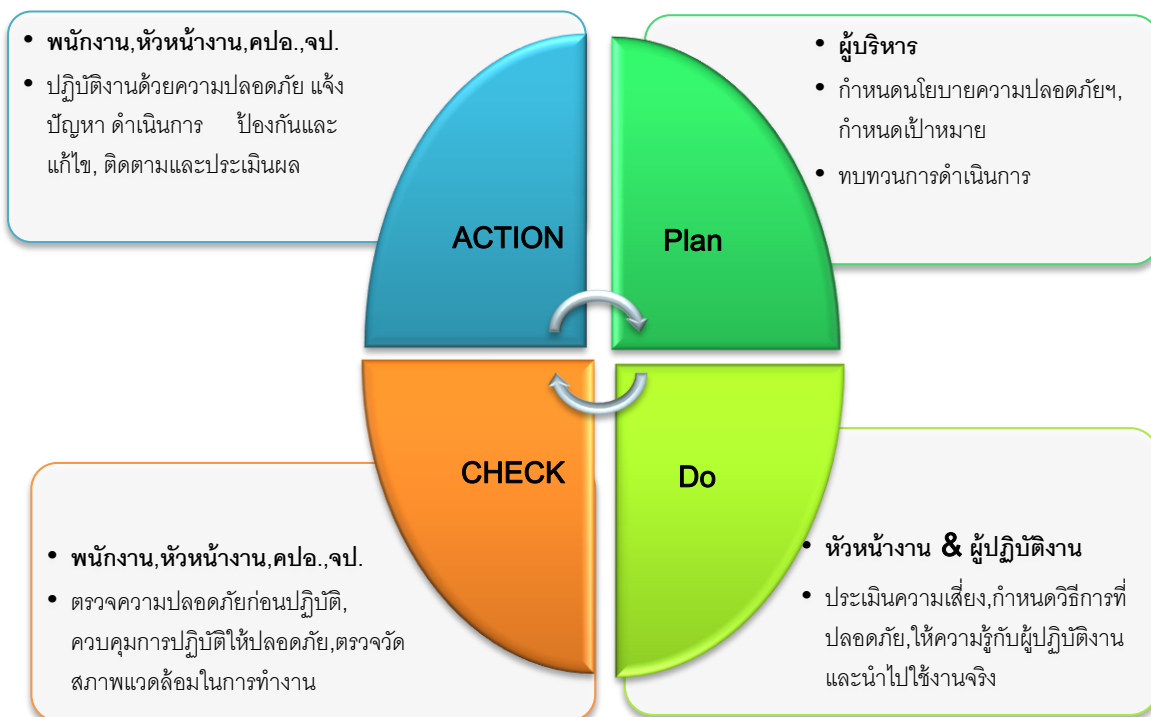 • พนักงาน,หัวหน้างาน,คปอ.,จป.
• ปฏิบัติงานด้วยความปลอดภัย แจ้ง
ปัญหา ดำเนินการ ป้องกันและ
แก้ไข, ติดตามและประเมินผล
ACTION
• ผู้บริหาร
• กำหนดนโยบายความปลอดภัยฯ,
กำหนดเป้าหมาย
• ทบทวนการดำเนินการ
Plan
CHECK
• พนักงาน,หัวหน้างาน,คปอ.,จป.
• ตรวจความปลอดภัยก่อนปฏิบัติ,
ควบคุมการปฏิบัติให้ปลอดภัย,ตรวจวัด
สภาพแวดล้อมในการทำงาน
Do
• หัวหน้างาน & ผู้ปฏิบัติงาน
• ประเมินความเสี่ยง,กำหนดวิธีการที่
ปลอดภัย,ให้ความรู้กับผู้ปฏิบัติงาน
และนำไปใช้งานจริง